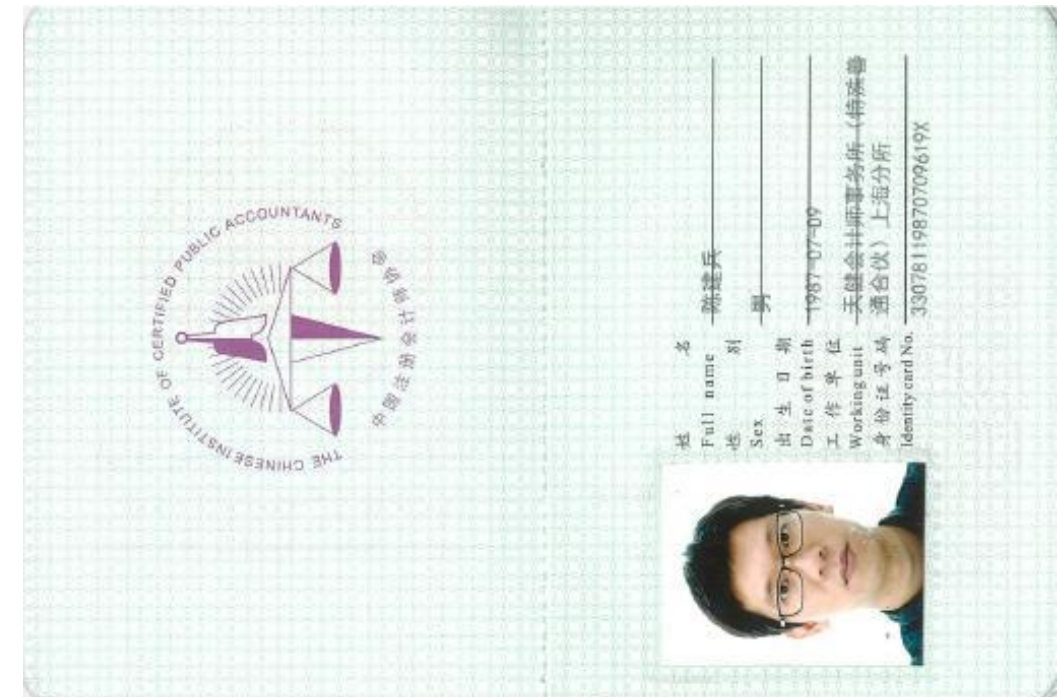 THE CHINESE INSTITUTE OF CERTIFIED PUBLIC ACCOUNTANTS
中国注册会计师协会
姓名 陈建兵
Full name
性别 男
Sex
出生日期 1987-07-09
Date of birth
工作单位 天健会计师事务所(特殊普
Working unit 通合伙)上海分所
身份证号码 33078119870709619X
Identity card No.